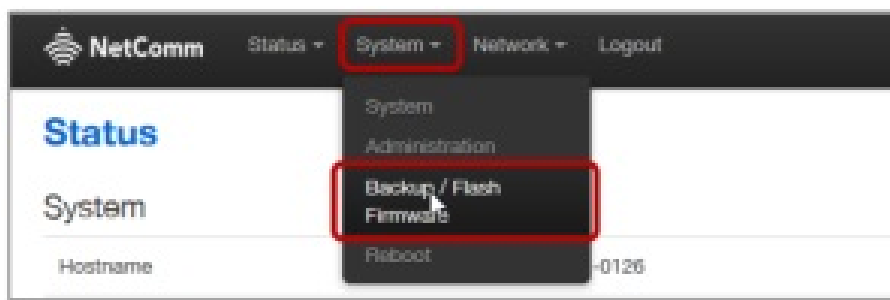 NetComm Status System Network Logout
System
Status
Administration
Backup / Flash
System
Firmware
Reboot
Hostname
-0126